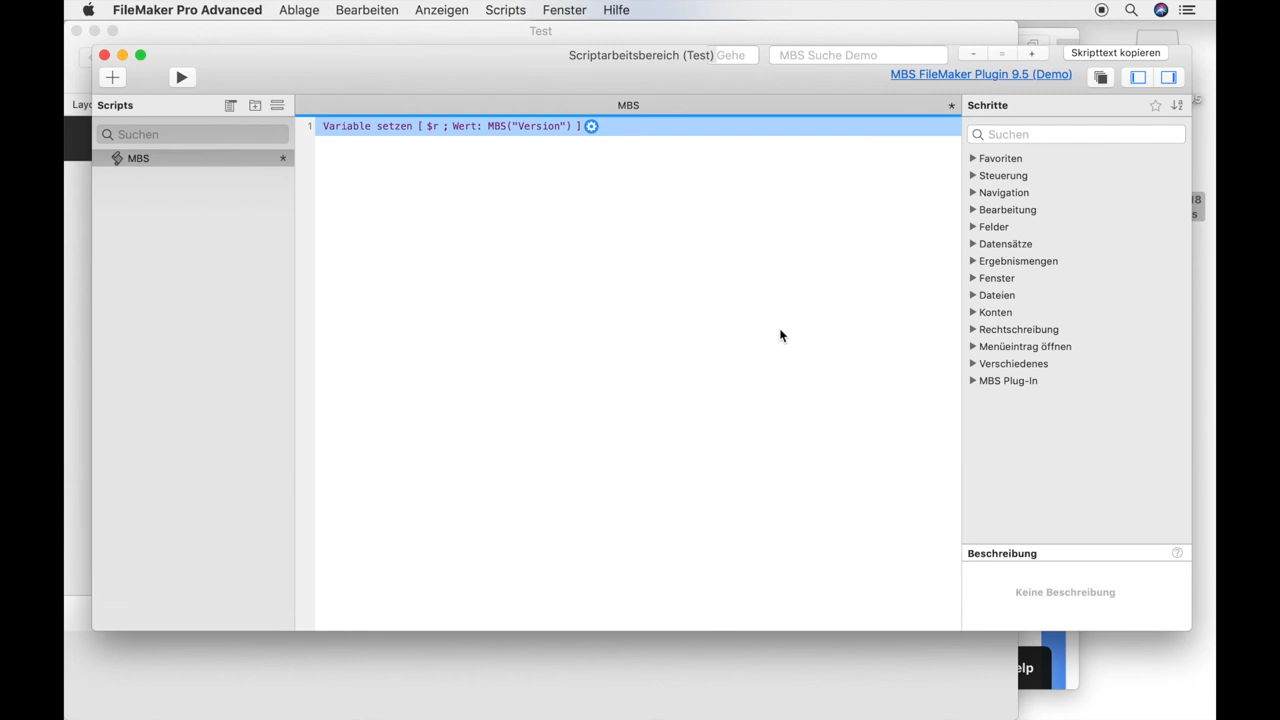 FileMaker Pro Advanced Ablage Bearbeiten Anzeigen Scripts Fenster Hilfe
Test
Scriptarbeitsbereich (Test) Gehe MBS Suche Demo - = + Skripttext kopieren
MBS FileMaker Plugin 9.5 (Demo)
Scripts MBS * Schritte
Suchen
MBS *
1 Variable setzen [ $r ; Wert: MBS("Version") ]
Suchen
Favoriten
Steuerung
Navigation
Bearbeitung
Felder
Datensätze
Ergebnismengen
Fenster
Dateien
Konten
Rechtschreibung
Menüeintrag öffnen
Verschiedenes
MBS Plug-In
Beschreibung
Keine Beschreibung